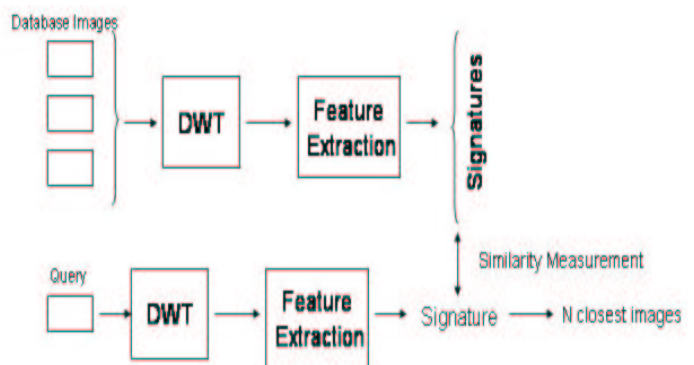 Database Images
DWT
Feature
Extraction
Signatures
Similarity Measurement
Query
DWT
Feature
Extraction
Signature
N closest images